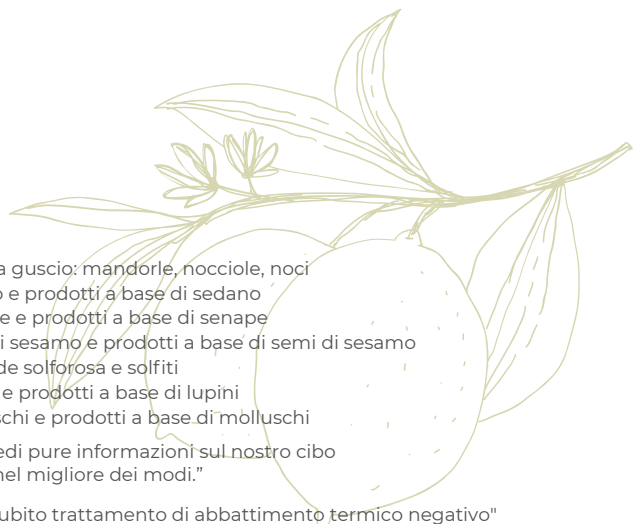 a guscio: mandorle, nocciole, noci
o e prodotti a base di sedano
e e prodotti a base di senape
i sesamo e prodotti a base di semi di sesamo
de solforosa e solfiti
e prodotti a base di lupini
schi e prodotti a base di molluschi
edi pure informazioni sul nostro cibo
nel migliore dei modi.”
ubito trattamento di abbattimento termico negativo"